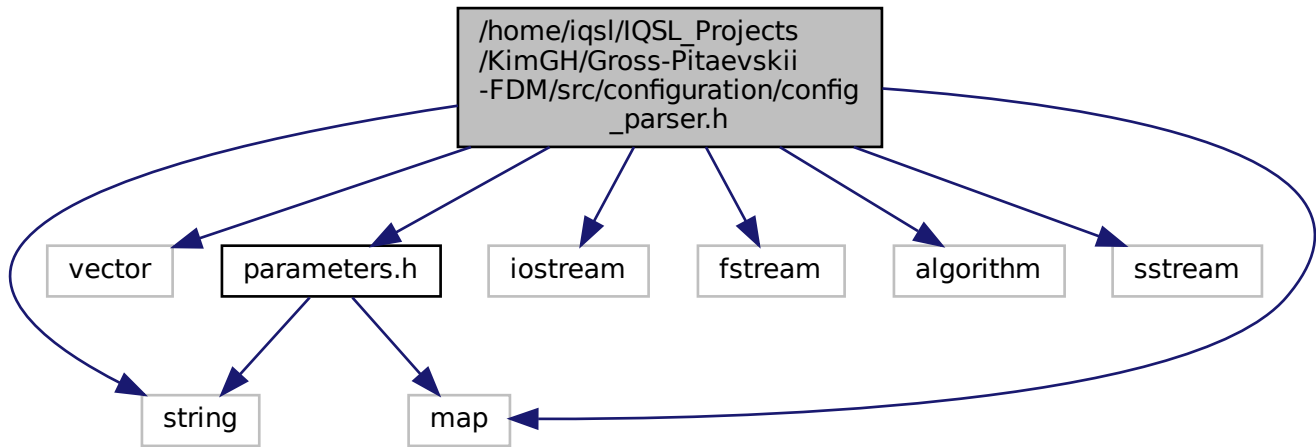 /home/iqsl/IQSL_Projects
/KimGH/Gross-Pitaevskii
-FDM/src/configuration/config
_parser.h
vector
parameters.h
iostream
fstream
algorithm
sstream
string
map